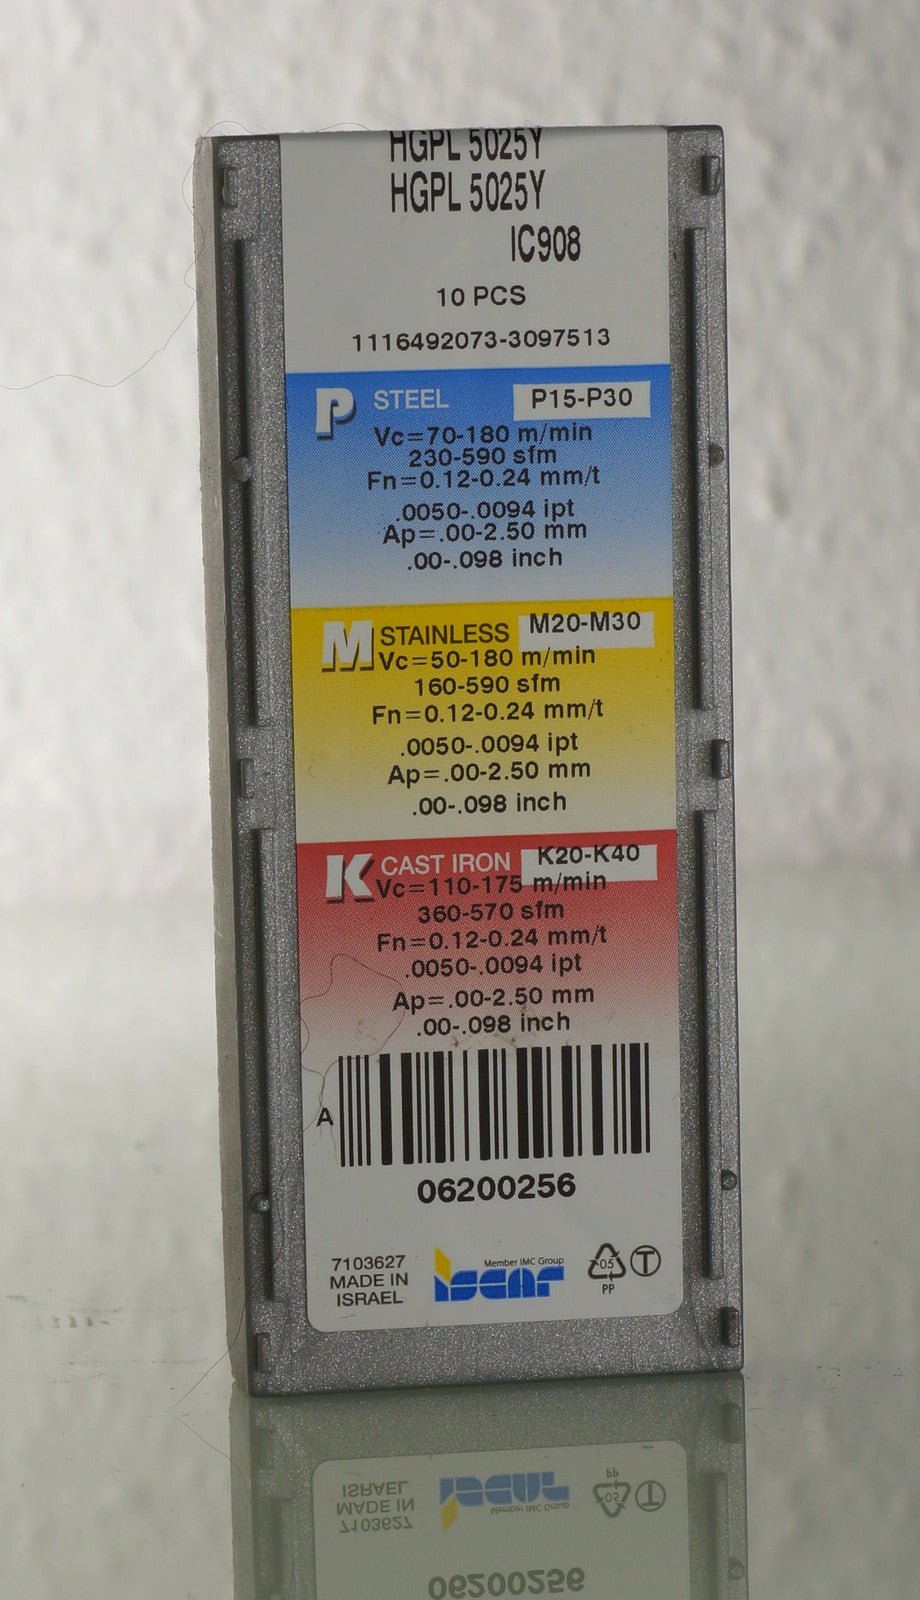 HGPL 5025Y
HGPL 5025Y
IC908
10 PCS
1116492073-3097513
P STEEL P15-P30
Vc=70-180 m/min
230-590 sfm
Fn=0.12-0.24 mm/t
.0050-.0094 ipt
Ap=.00-2.50 mm
.00-.098 inch
M STAINLESS M20-M30
Vc=50-180 m/min
160-590 sfm
Fn=0.12-0.24 mm/t
.0050-.0094 ipt
Ap=.00-2.50 mm
.00-.098 inch
K CAST IRON K20-K40
Vc=110-175 m/min
360-570 sfm
Fn=0.12-0.24 mm/t
.0050-.0094 ipt
Ap=.00-2.50 mm
.00-.098 inch
A
06200256
7103627
MADE IN
ISRAEL
Member IMC Group
iscar
05
PP
T